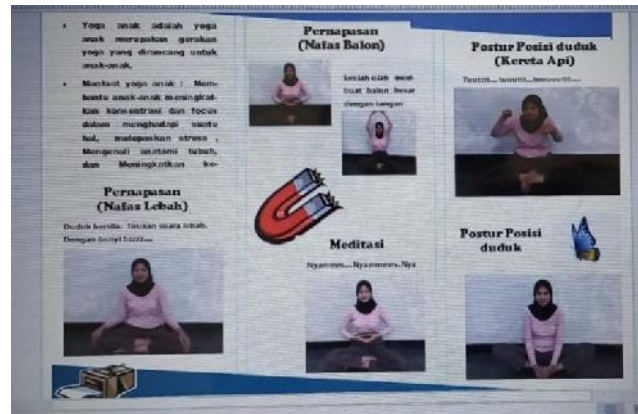 • Yoga anak adalah yoga
anak merupakan gerakan
yoga yang dirancang untuk
anak-anak.
• Manfaat yoga anak : Mem-
bantu anak-anak meningkat-
kan konsentrasi dan focus
dalam menghadapi suatu
hal, melepaskan stress ,
Mengenali anatomi tubuh,
dan Meningkatkan ke-
Pernapasan
(Nafas Lebah)
Duduk bersila. Tirukan suara lebah.
Dengan bunyi bzzzz....
Pernapasan
(Nafas Balon)
Seolah-olah mem
buat balon besar
dengan tangan
Meditasi
Nyammm....Nyammmm..Nya
Postur Posisi duduk
(Kereta Api)
Postur Posisi
duduk